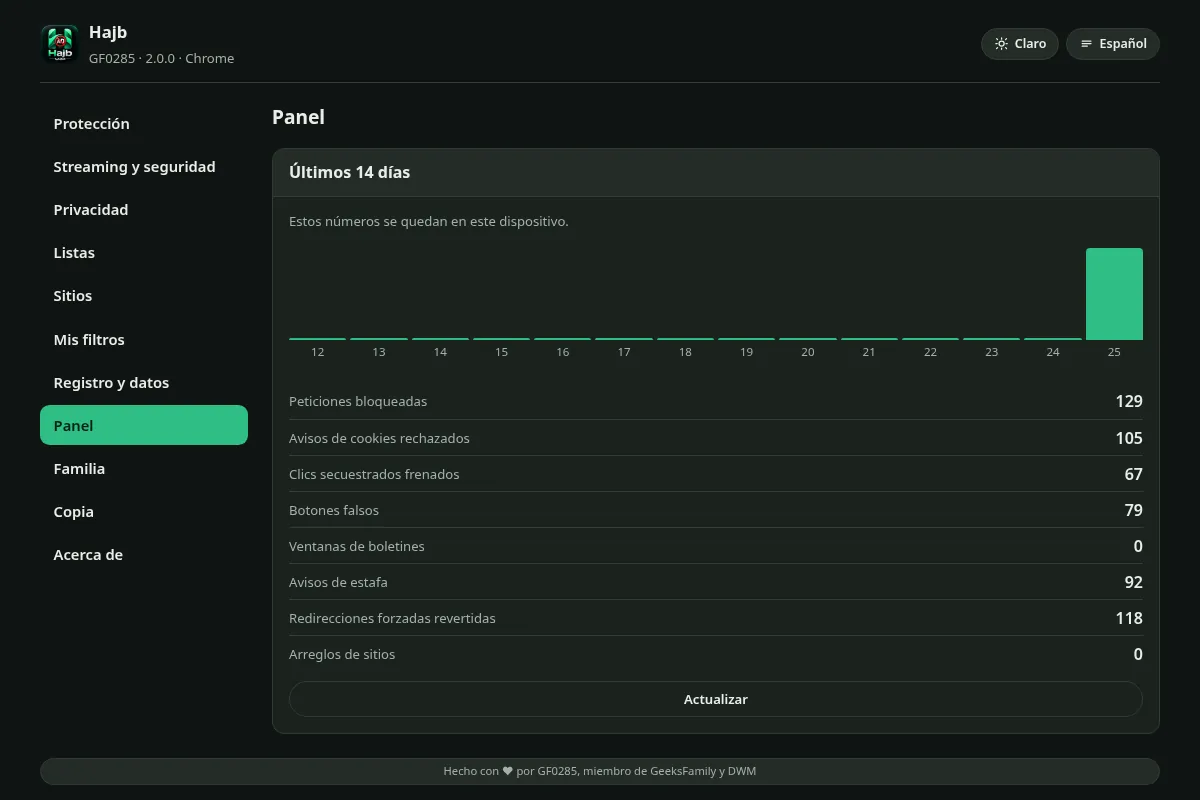 Hajb
Hajb
GF0285 · 2.0.0 · Chrome
Claro
Español
Protección
Streaming y seguridad
Privacidad
Listas
Sitios
Mis filtros
Registro y datos
Panel
Familia
Copia
Acerca de
Panel
Últimos 14 días
Estos números se quedan en este dispositivo.
12 13 14 15 16 17 18 19 20 21 22 23 24 25
Peticiones bloqueadas 129
Avisos de cookies rechazados 105
Clics secuestrados frenados 67
Botones falsos 79
Ventanas de boletines 0
Avisos de estafa 92
Redirecciones forzadas revertidas 118
Arreglos de sitios 0
Actualizar
Hecho con ❤ por GF0285, miembro de GeeksFamily y DWM